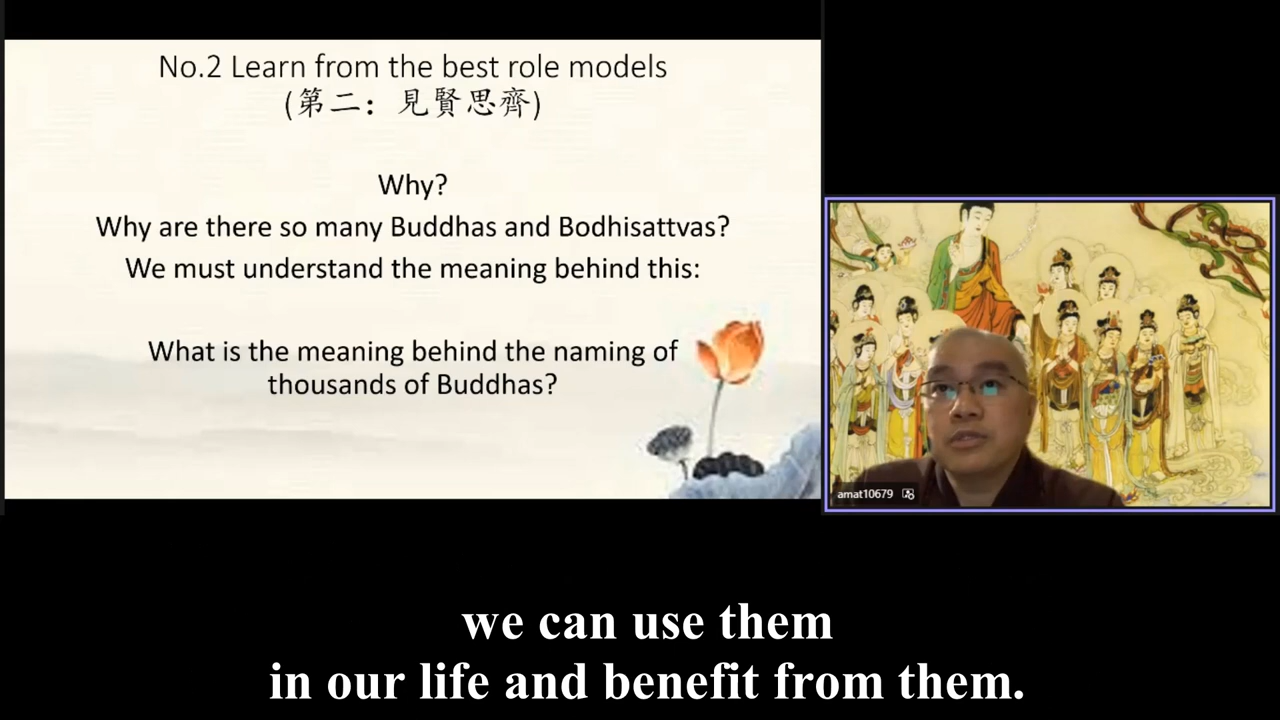 No.2 Learn from the best role models
(第二：見賢思齊)
Why?
Why are there so many Buddhas and Bodhisattvas?
We must understand the meaning behind this:
What is the meaning behind the naming of
thousands of Buddhas?
amat10679
we can use them
in our life and benefit from them.